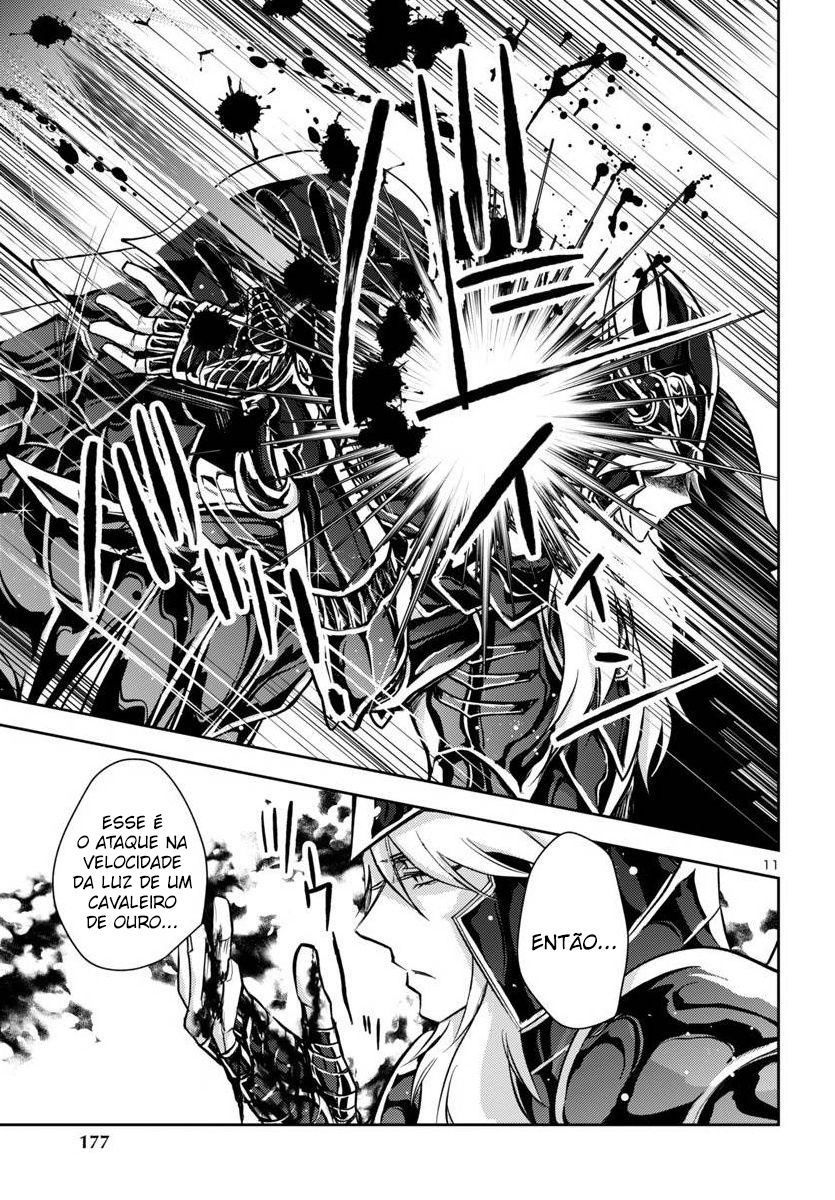 11
ENTÃO...
ESSE É
O ATAQUE NA
VELOCIDADE
DA LUZ DE UM
CAVALEIRO
DE OURO...
177